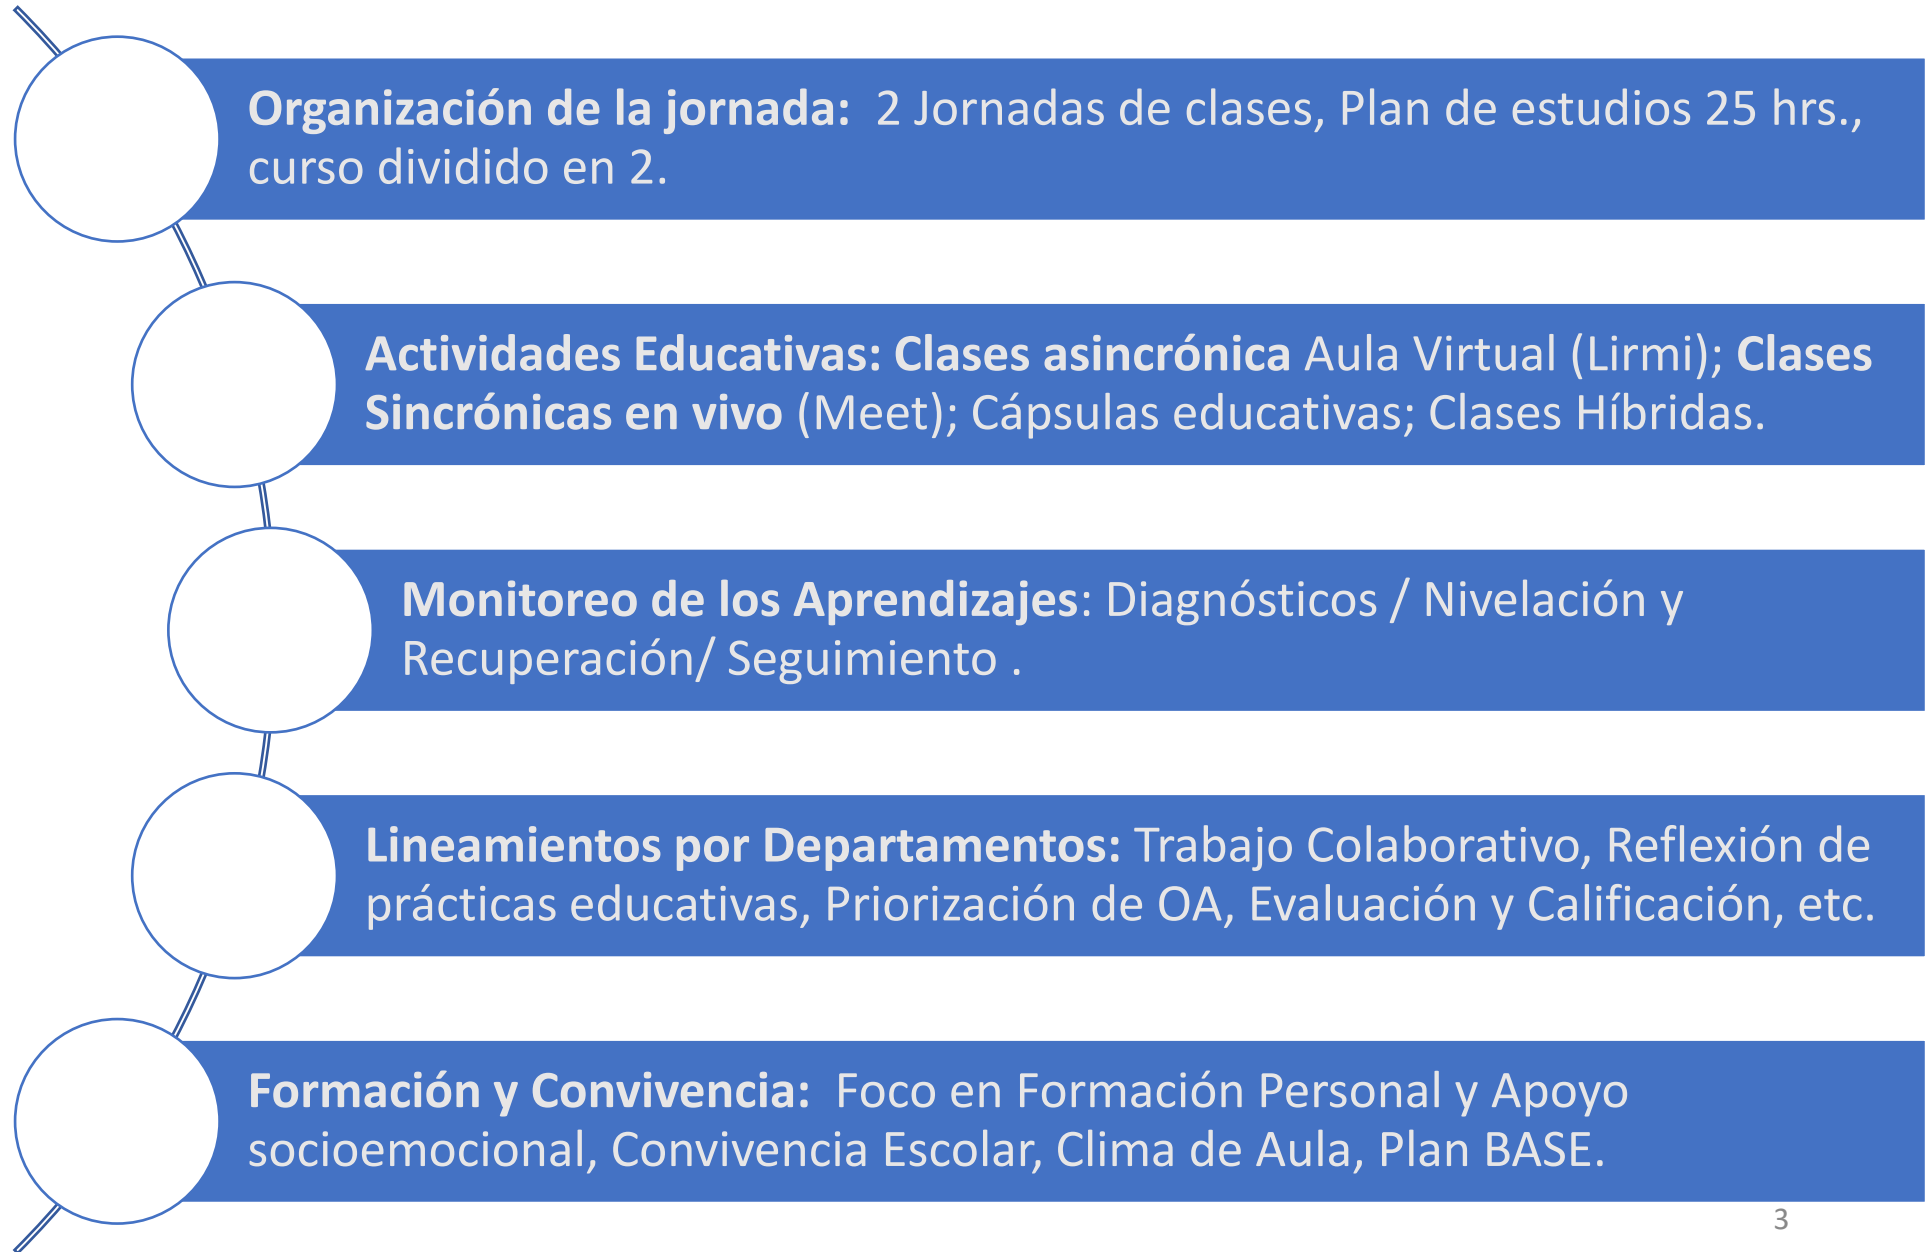 Organización de la jornada:  2 Jornadas de clases, Plan de estudios 25 hrs.,
curso dividido en 2.
Actividades Educativas: Clases asincrónica Aula Virtual (Lirmi); Clases
Sincrónicas en vivo (Meet); Cápsulas educativas; Clases Híbridas.
Monitoreo de los Aprendizajes: Diagnósticos / Nivelación y
Recuperación/ Seguimiento .
Lineamientos por Departamentos: Trabajo Colaborativo, Reflexión de
prácticas educativas, Priorización de OA, Evaluación y Calificación, etc.
Formación y Convivencia:  Foco en Formación Personal y Apoyo
socioemocional, Convivencia Escolar, Clima de Aula, Plan BASE.
3